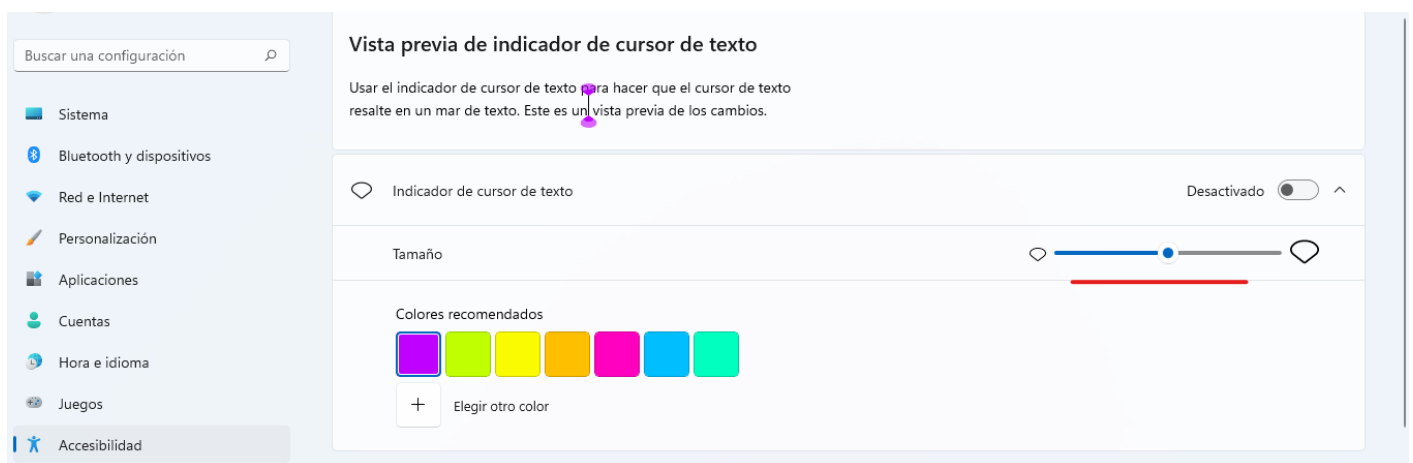 Buscar una configuración
Sistema
Bluetooth y dispositivos
Red e Internet
Personalización
Aplicaciones
Cuentas
Hora e idioma
Juegos
Accesibilidad
Vista previa de indicador de cursor de texto
Usar el indicador de cursor de texto para hacer que el cursor de texto
resalte en un mar de texto. Este es un vista previa de los cambios.
Indicador de cursor de texto
Desactivado
Tamaño
Colores recomendados
Elegir otro color